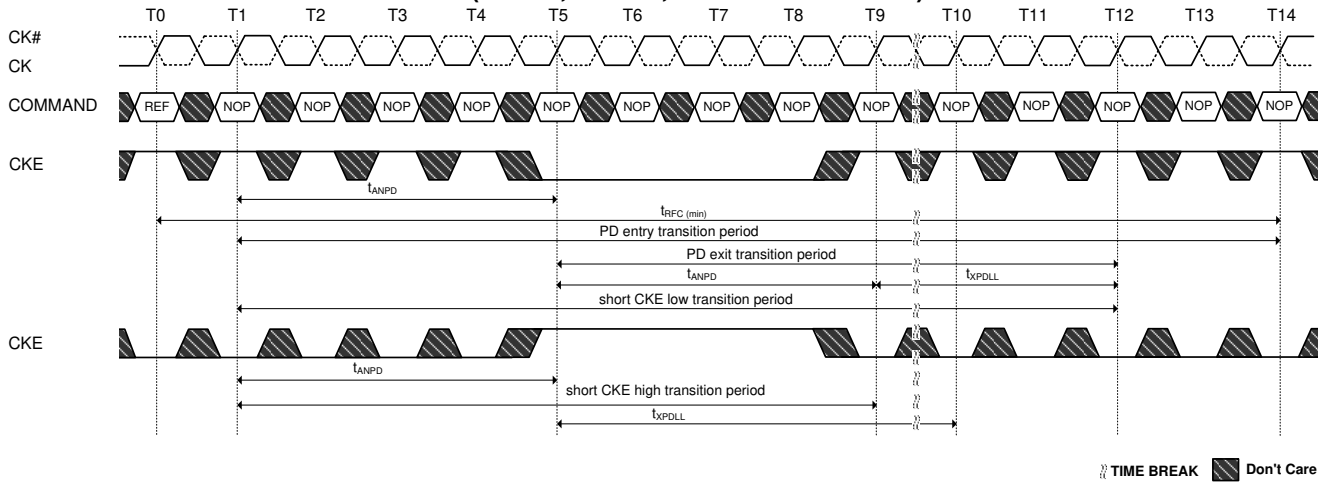 T0 T1 T2 T3 T4 T5 T6 T7 T8 T9 T10 T11 T12 T13 T14
CK#
CK
COMMAND REF NOP NOP NOP NOP NOP NOP NOP NOP NOP NOP NOP NOP NOP NOP
CKE
tANPD
tRFC (min)
PD entry transition period
PD exit transition period
tANPD tXPDLL
short CKE low transition period
CKE
tANPD
short CKE high transition period
tXPDLL
TIME BREAK Don't Care